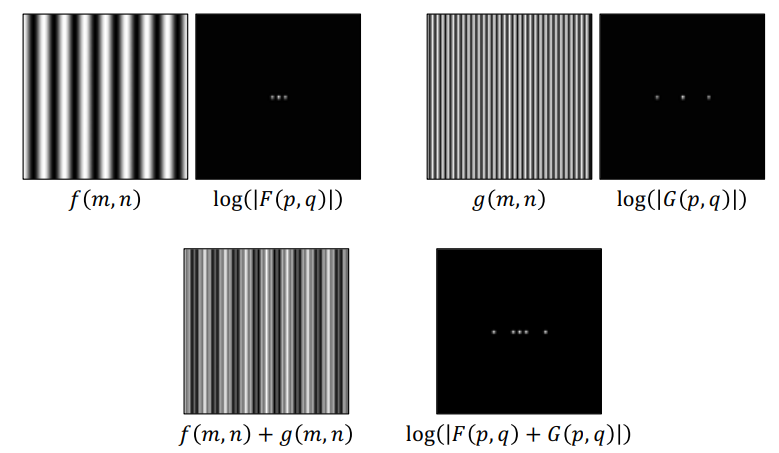 f(m, n) log(|F(p, q)|) g(m, n) log(|G(p, q)|)
f(m, n) + g(m, n) log(|F(p, q) + G(p, q)|)